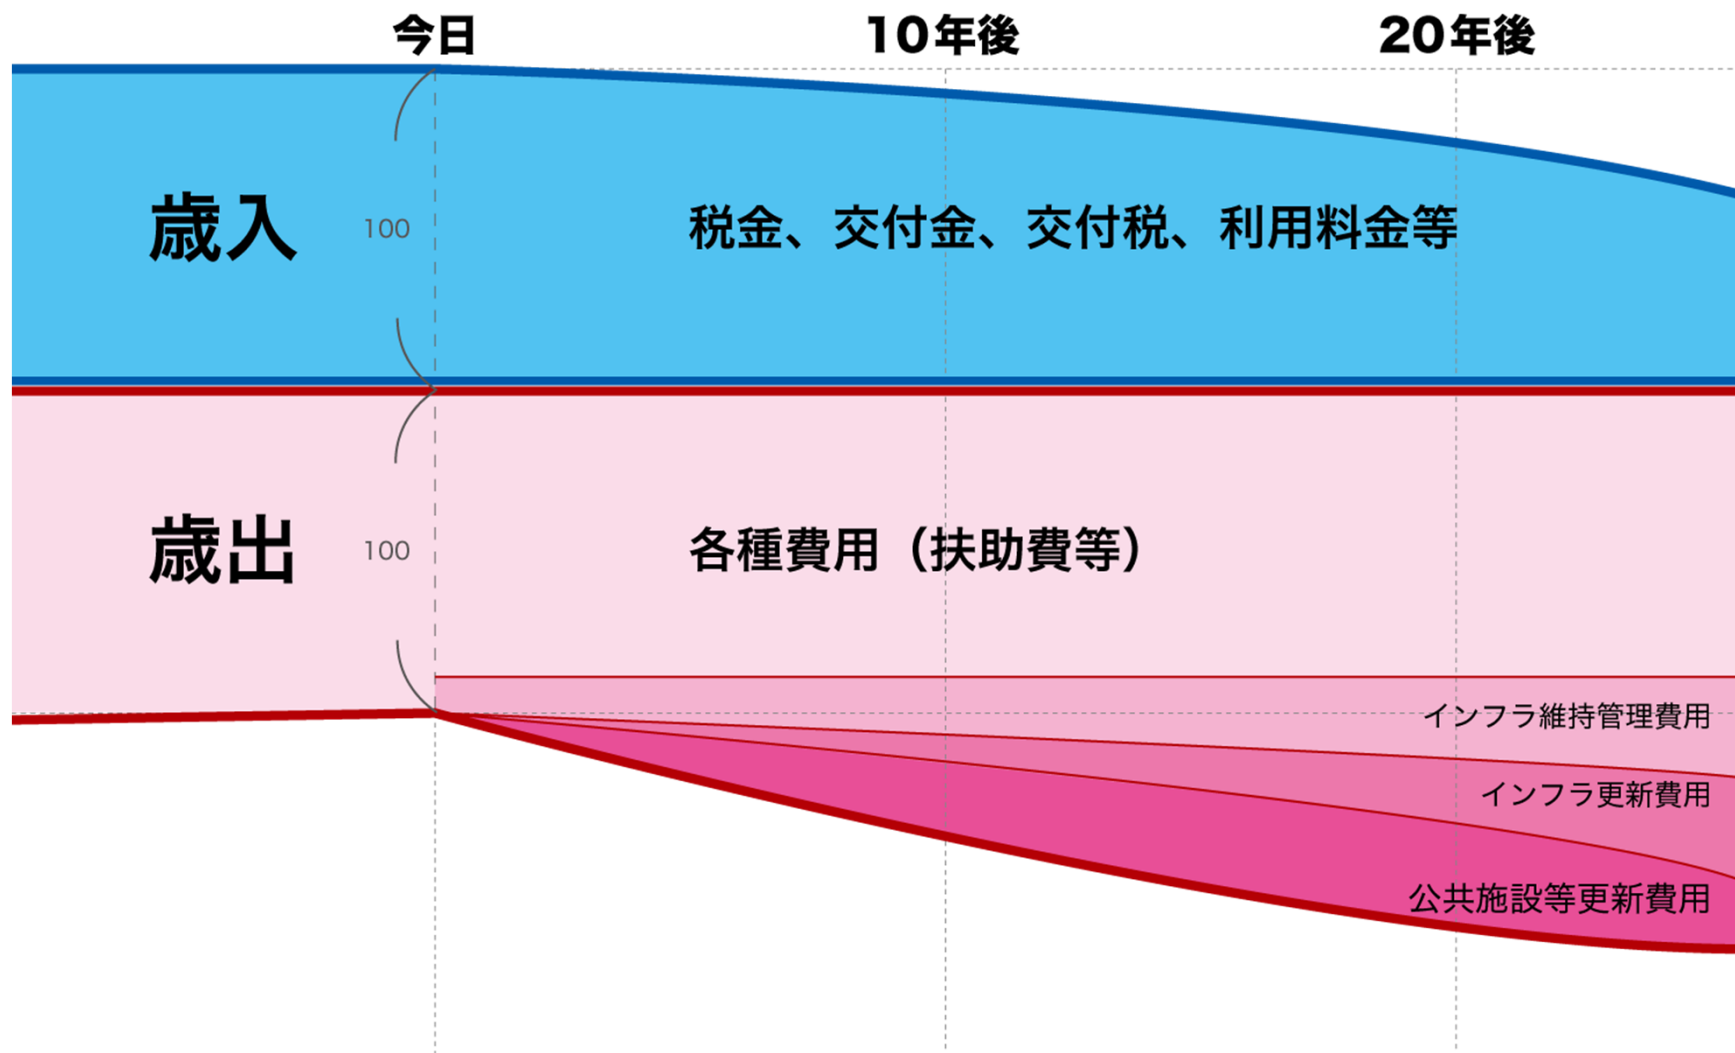 今日
10年後
20年後
歳入
100
税金、交付金、交付税、利用料金等
歳出
100
各種費用（扶助費等）
インフラ維持管理費用
インフラ更新費用
公共施設等更新費用